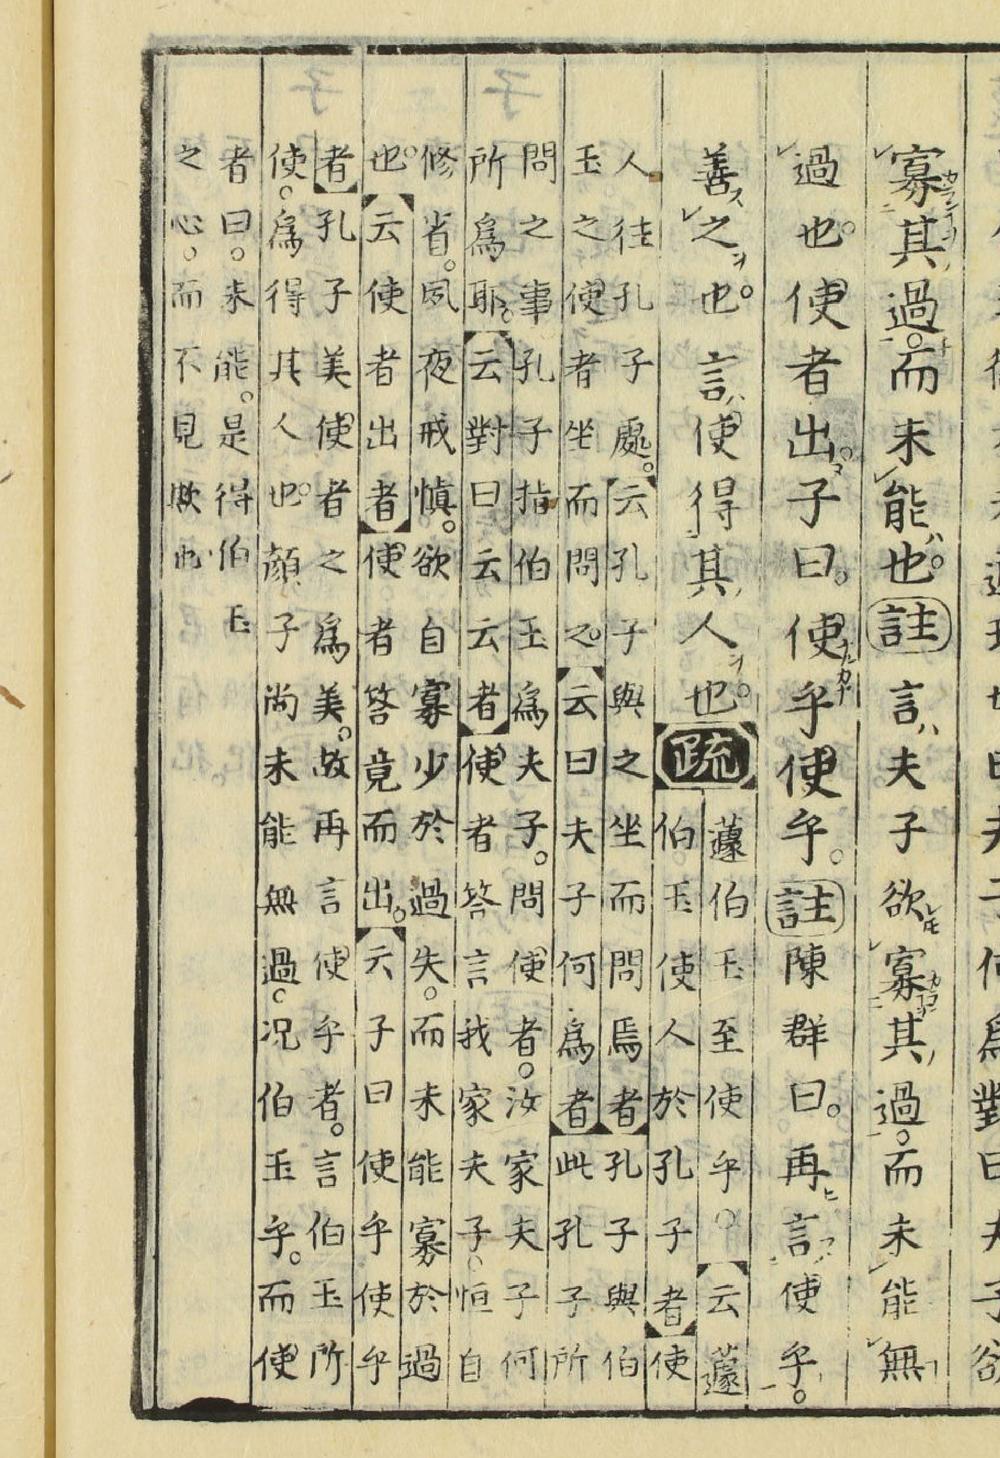 寡其過而未能也註言夫子欲寡其過而未能無
過也使者出子曰使乎使乎註陳群曰再言使乎
善之也言使得其人也疏
蘧伯玉至使乎○云蘧
伯玉使人於孔子者使
人往孔子處云孔子與之坐而問焉者孔子與伯
玉之使者坐而問之云曰夫子何爲者此孔子所
問之事孔子指伯玉爲夫子問使者汝家夫子何
所爲耶云對曰云云者使者答言我家夫子恒自
修省夙夜戒慎欲自寡少於過失而未能寡於過
也云使者出者使者答竟而出云子曰使乎使乎
者孔子美使者之爲美故再言使乎者言伯玉所
使爲得其人也顔子尚未能無過况伯玉乎而使
者曰未能是得伯玉
之心而不見欺也